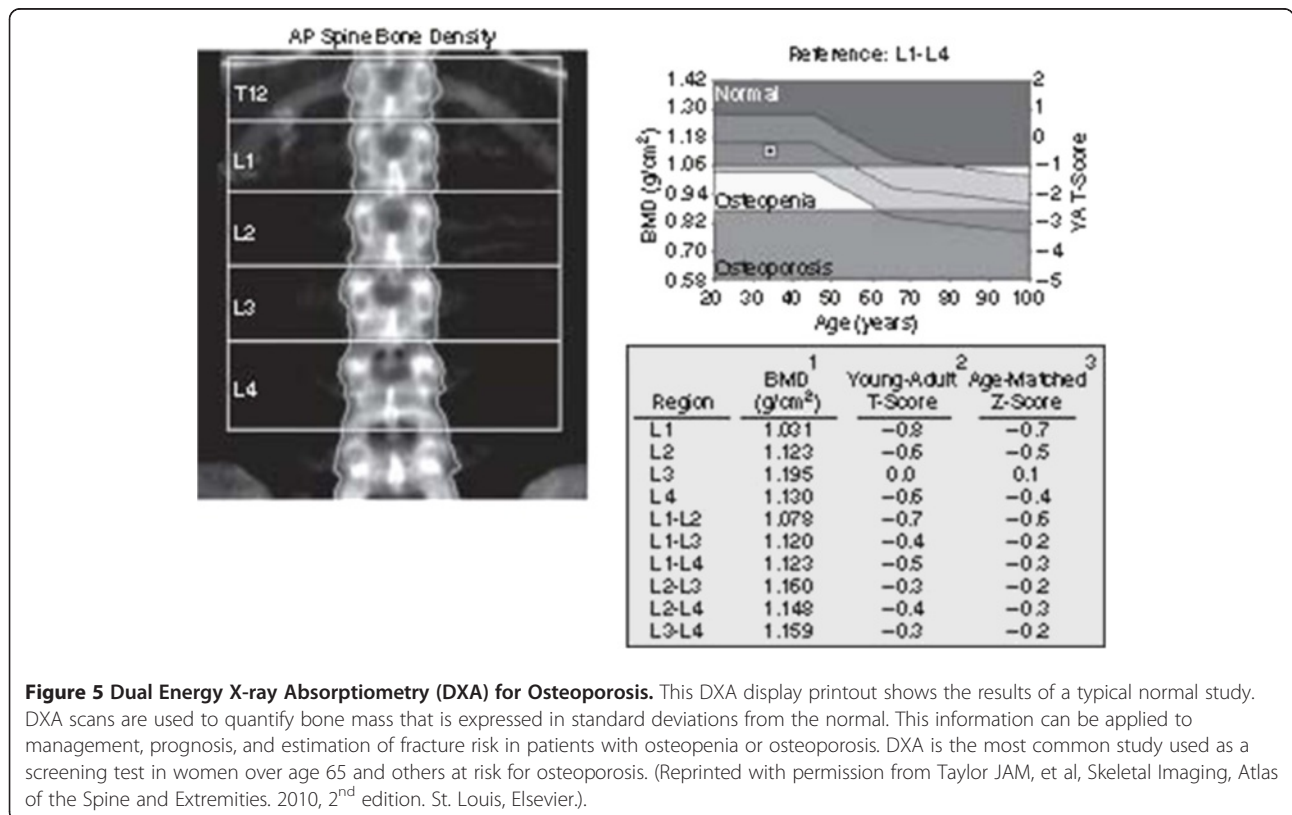 AP Spine Bone Density
T12
L1
L2
L3
L4
Reference: L1-L4
BMD (g/cm²)
1.42
1.30
1.18
1.06
0.94
0.82
0.70
0.58
Normal
Osteopenia
Osteoporosis
2
1
0
−1
−2
−3
−4
−5
YA T-Score
20 30 40 50 60 70 80 90 100
Age (years)
Region BMD (g/cm²) 1 Young-Adult T-Score 2 Age-Matched Z-Score 3
L1 1.031 −0.8 −0.7
L2 1.123 −0.6 −0.5
L3 1.195 0.0 0.1
L4 1.130 −0.6 −0.4
L1-L2 1.078 −0.7 −0.6
L1-L3 1.120 −0.4 −0.2
L1-L4 1.123 −0.5 −0.3
L2-L3 1.160 −0.3 −0.2
L2-L4 1.148 −0.4 −0.3
L3-L4 1.159 −0.3 −0.2
Figure 5 Dual Energy X-ray Absorptiometry (DXA) for Osteoporosis. This DXA display printout shows the results of a typical normal study.
DXA scans are used to quantify bone mass that is expressed in standard deviations from the normal. This information can be applied to
management, prognosis, and estimation of fracture risk in patients with osteopenia or osteoporosis. DXA is the most common study used as a
screening test in women over age 65 and others at risk for osteoporosis. (Reprinted with permission from Taylor JAM, et al, Skeletal Imaging, Atlas
of the Spine and Extremities. 2010, 2nd edition. St. Louis, Elsevier.).